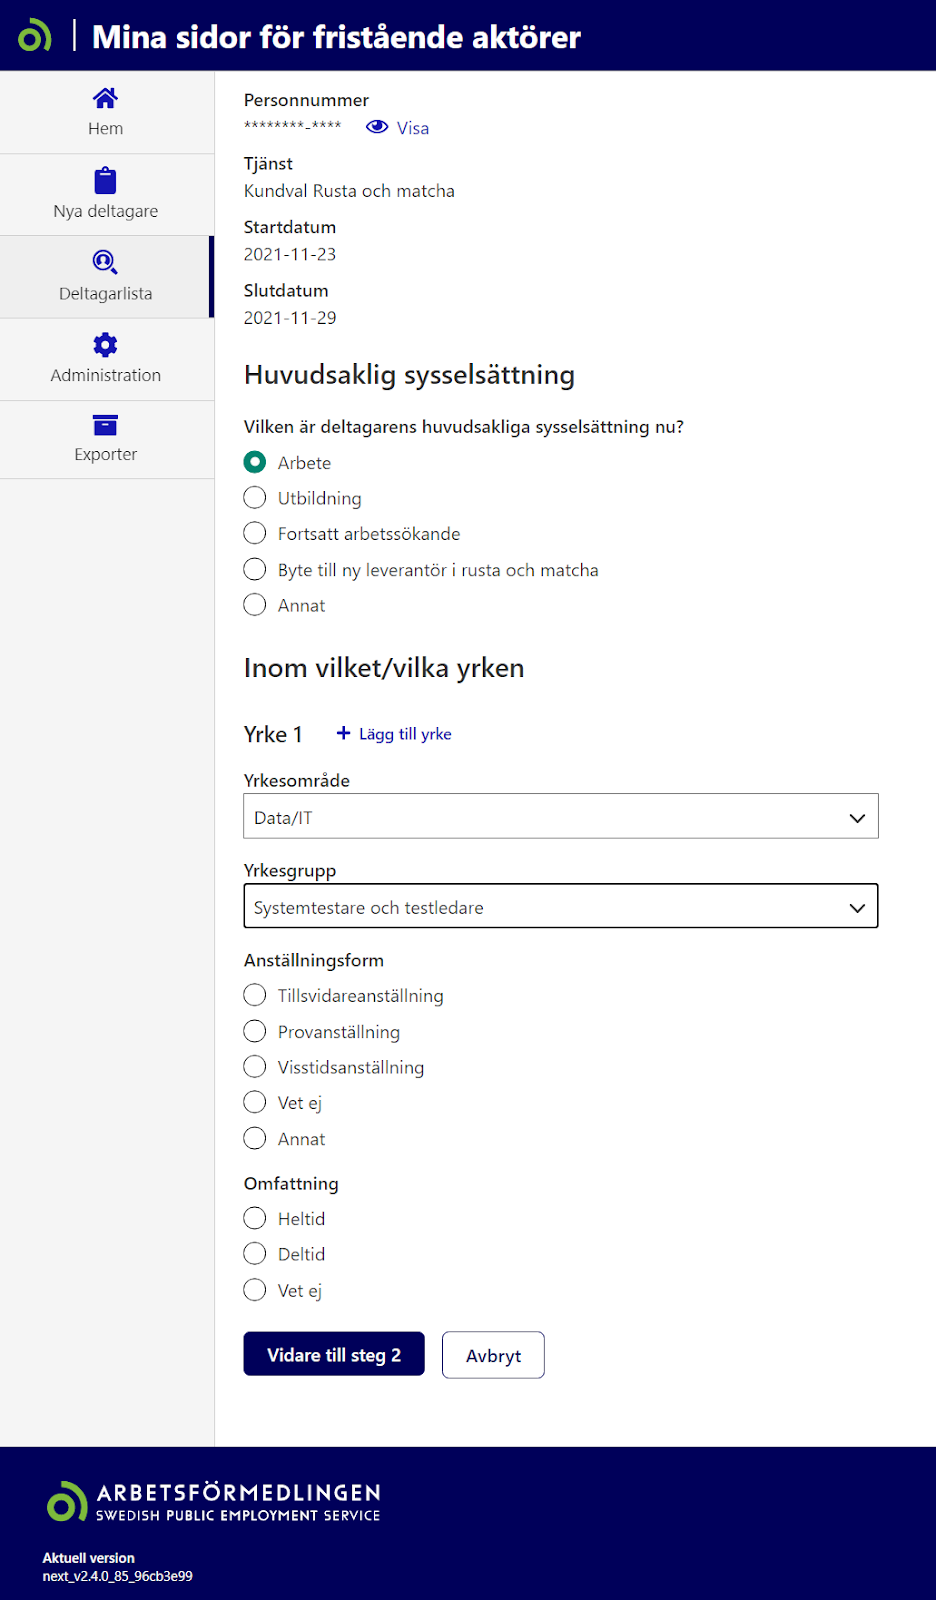 Mina sidor för fristående aktörer
Hem
Nya deltagare
Deltagarlista
Administration
Exporter
Personnummer
********-**** Visa
Tjänst
Kundval Rusta och matcha
Startdatum
2021-11-23
Slutdatum
2021-11-29
Huvudsaklig sysselsättning
Vilken är deltagarens huvudsakliga sysselsättning nu?
Arbete
Utbildning
Fortsatt arbetssökande
Byte till ny leverantör i rusta och matcha
Annat
Inom vilket/vilka yrken
Yrke 1 + Lägg till yrke
Yrkesområde
Data/IT
Yrkesgrupp
Systemtestare och testledare
Anställningsform
Tillsvidareanställning
Provanställning
Visstidsanställning
Vet ej
Annat
Omfattning
Heltid
Deltid
Vet ej
Vidare till steg 2 Avbryt
ARBETSFÖRMEDLINGEN
SWEDISH PUBLIC EMPLOYMENT SERVICE
Aktuell version
next_v2.4.0_85_96cb3e99